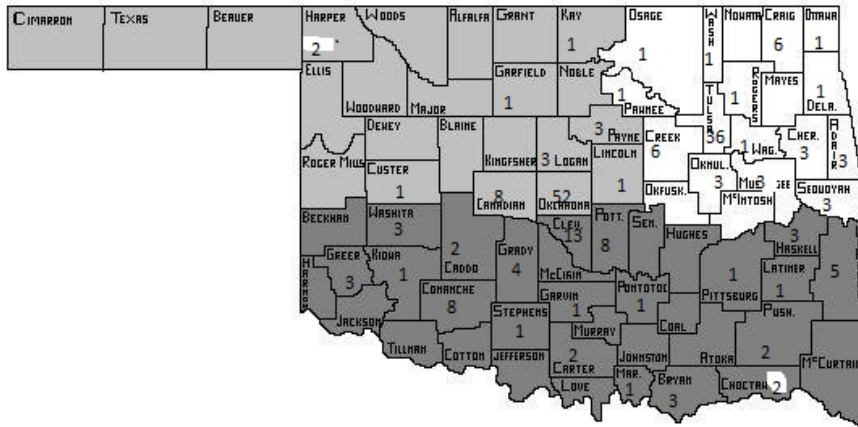 CIMARRON
TEXAS
BEAVER
HARPER
2
WOODS
ALFALFA
GRANT
KAY
1
OSAGE
1
WASH
1
NOWATA
CRAIG
6
OTTAWA
1
ELLIS
WOODWARD
MAJOR
GARFIELD
1
NOBLE
PAWNEE
1
TULSA
36
ROGERS
1
MAYES
DELA.
1
ROGER MILLS
DEWEY
BLAINE
KINGFSHER
LOGAN
3
PAYNE
3
LINCOLN
1
CREEK
6
WAG.
1
CHER.
3
ADAIR
3
CUSTER
1
CANADIAN
8
OKLAHOMA
52
OKFUSK.
OKMUL.
3
MUS GEE
3
MCINTOSH
SEQUOYAH
3
BECKHAM
WASHITA
3
CADDO
2
GRADY
4
CLEV.
13
MCCLAIN
POTT.
8
SEM.
HUGHES
HASKELL
3
5
HARMON
GREER
3
KIOWA
1
COMANCHE
8
GARVIN
1
PONTOTOC
1
PITTSBURG
1
LATIMER
1
JACKSON
TILLMAN
COTTON
STEPHENS
1
JEFFERSON
MURRAY
CARTER
2
LOVE
JOHNSTON
MAR.
1
COAL
ATOKA
BRYAN
3
PUSH.
2
CHOCTAW
2
MCCURTAIN